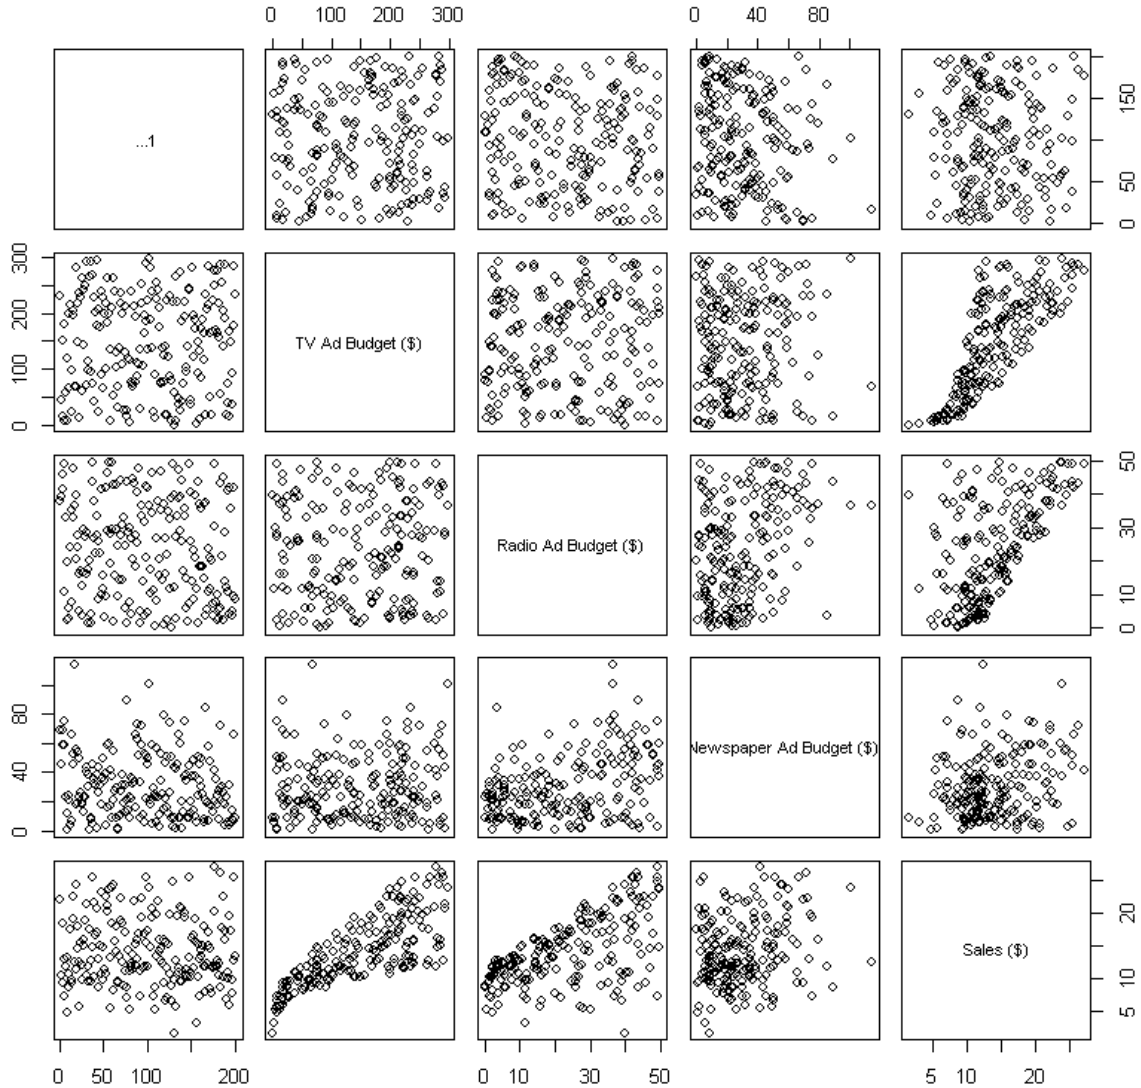 0 100 200 300
0 40 80
...1
0 50 150
0 100 200 300
TV Ad Budget ($)
Radio Ad Budget ($)
0 10 30 50
0 40 80
Newspaper Ad Budget ($)
Sales ($)
5 10 20
0 50 100 200
0 10 30 50
5 10 20